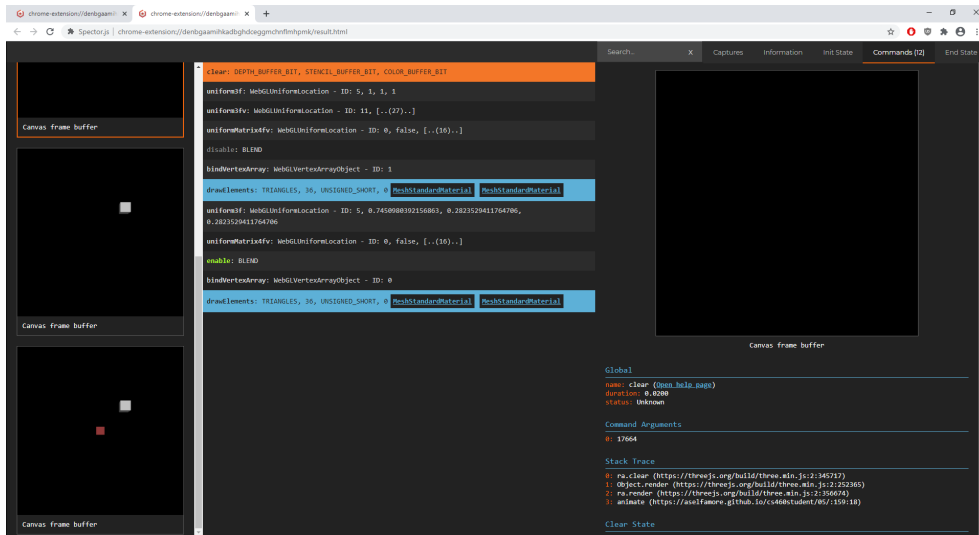 chrome-extension://denbgaamih
chrome-extension://denbgaamih
Spector.js | chrome-extension://denbgaamihkadbghdceggmchnflmhpmk/result.html
Search...
X
Captures
Information
Init State
Commands (12)
End State
Canvas frame buffer
Canvas frame buffer
Canvas frame buffer
clear: DEPTH_BUFFER_BIT, STENCIL_BUFFER_BIT, COLOR_BUFFER_BIT
uniform3f: WebGLUniformLocation - ID: 5, 1, 1, 1
uniform3fv: WebGLUniformLocation - ID: 11, [..(27)..]
uniformMatrix4fv: WebGLUniformLocation - ID: 0, false, [..(16)..]
disable: BLEND
bindVertexArray: WebGLVertexArrayObject - ID: 1
drawElements: TRIANGLES, 36, UNSIGNED_SHORT, 0 MeshStandardMaterial MeshStandardMaterial
uniform3f: WebGLUniformLocation - ID: 5, 0.7450980392156863, 0.2823529411764706,
0.2823529411764706
uniformMatrix4fv: WebGLUniformLocation - ID: 0, false, [..(16)..]
enable: BLEND
bindVertexArray: WebGLVertexArrayObject - ID: 0
drawElements: TRIANGLES, 36, UNSIGNED_SHORT, 0 MeshStandardMaterial MeshStandardMaterial
Canvas frame buffer
Global
name: clear (Open help page)
duration: 0.0200
status: Unknown
Command Arguments
0: 17664
Stack Trace
0: ra.clear (https://threejs.org/build/three.min.js:2:345717)
1: Object.render (https://threejs.org/build/three.min.js:2:252365)
2: ra.render (https://threejs.org/build/three.min.js:2:356674)
3: animate (https://aselfamore.github.io/cs460student/05/:159:18)
Clear State